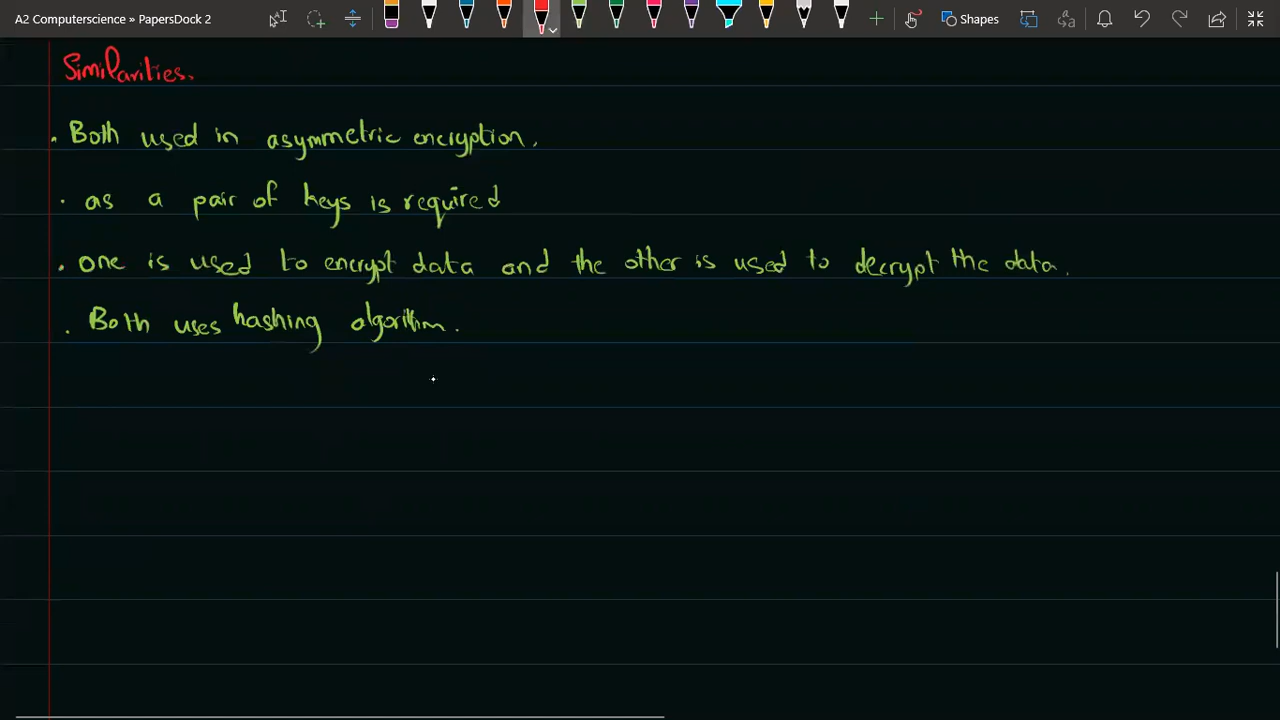 A2 Computerscience » PapersDock 2
Shapes
Similarities.
. Both used in asymmetric encryption.
. as a pair of keys is required
. one is used to encrypt data and the other is used to decrypt the data.
. Both uses hashing algorithm.